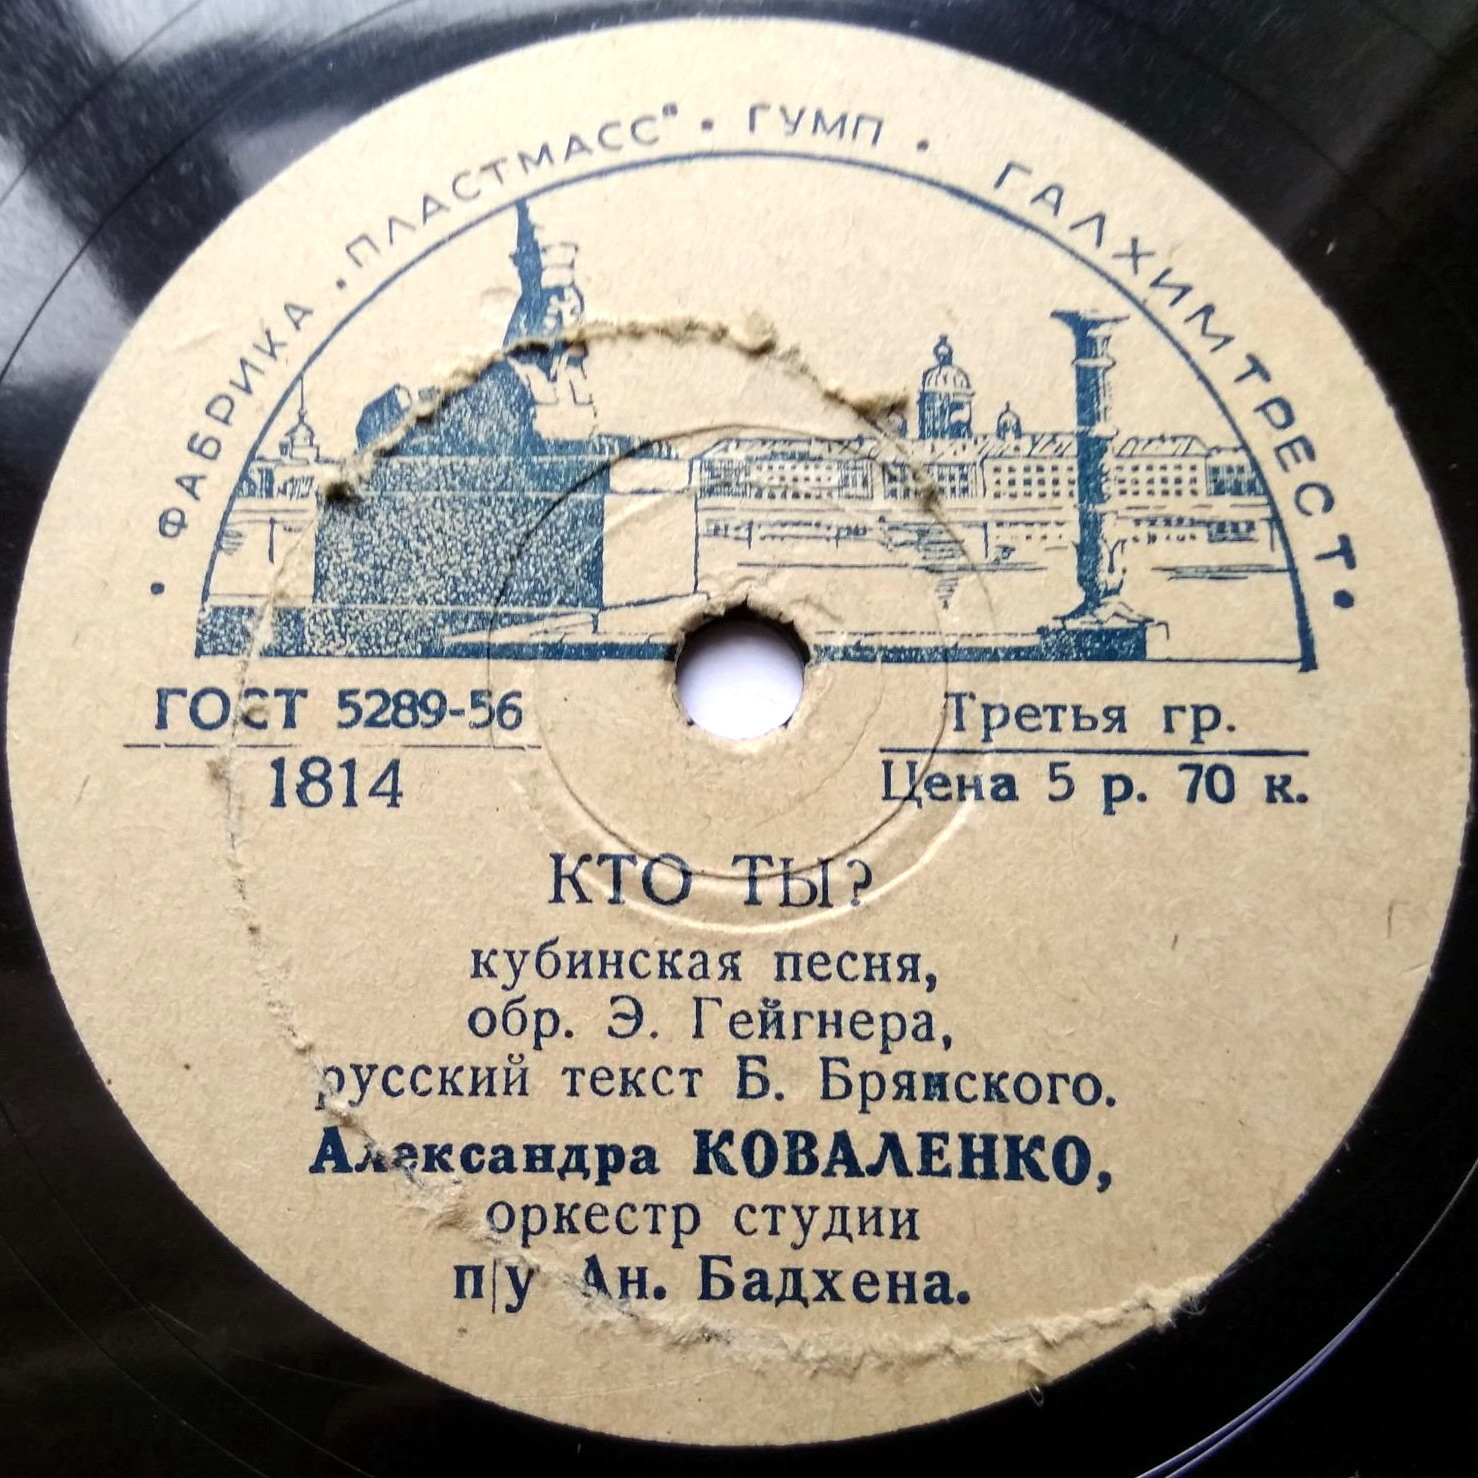 · ФАБРИКА „ПЛАСТМАСС“ · ГУМП · ГАЛХИМТРЕСТ ·
ГОСТ 5289-56
1814
Третья гр.
Цена 5 р. 70 к.
КТО ТЫ?
кубинская песня,
обр. Э. Гейгнера,
русский текст Б. Брянского.
Александра КОВАЛЕНКО,
оркестр студии
п/у Ан. Бадхена.